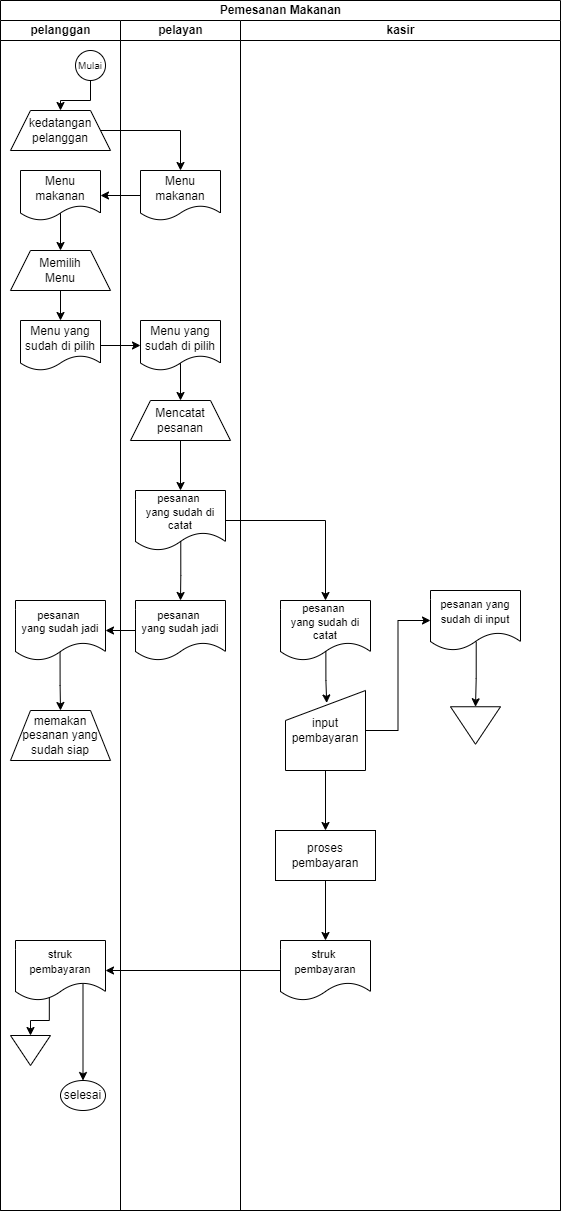 Pemesanan Makanan
pelanggan
pelayan
kasir
Mulai
kedatangan
pelanggan
Menu
makanan
Menu
makanan
Memilih
Menu
Menu yang
sudah di pilih
Menu yang
sudah di pilih
Mencatat
pesanan
pesanan
yang sudah di
catat
pesanan
yang sudah jadi
pesanan
yang sudah jadi
pesanan
yang sudah di
catat
pesanan yang
sudah di input
memakan
pesanan yang
sudah siap
input
pembayaran
proses
pembayaran
struk
pembayaran
struk
pembayaran
selesai